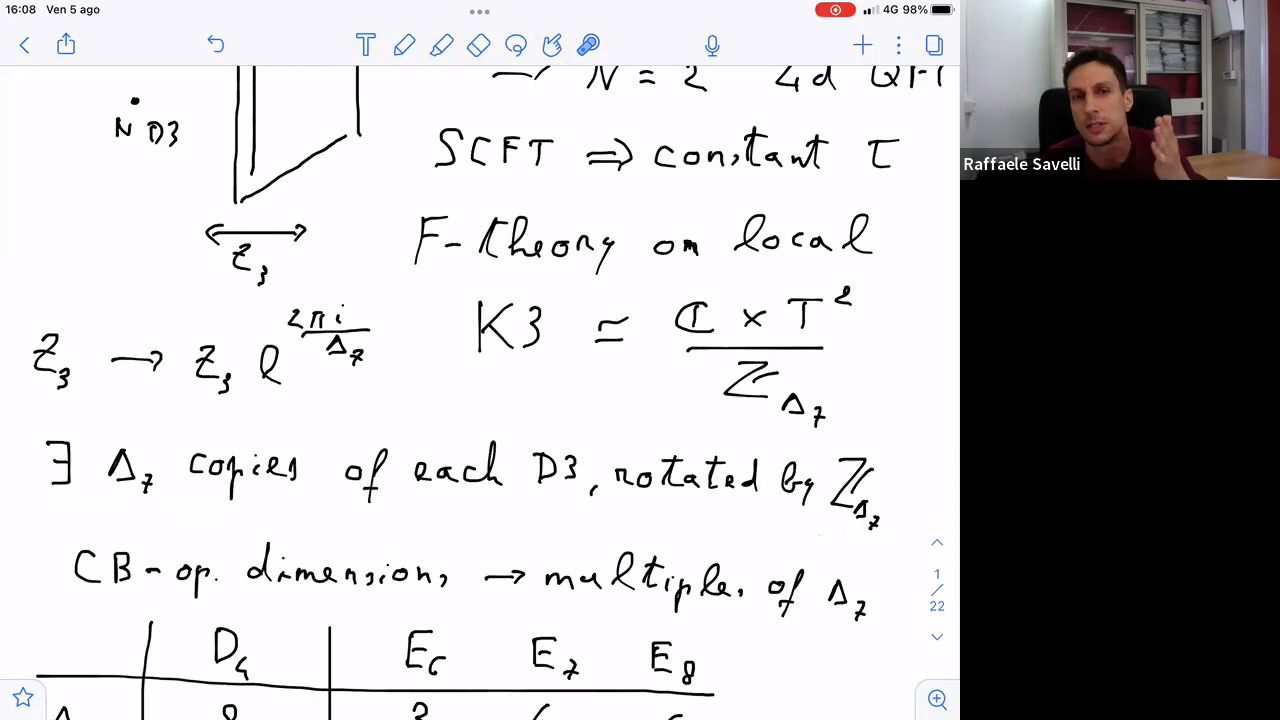 16:08 Ven 5 ago
4G 98%
Raffaele Savelli
→ N = 2 4d QFT
N D3
SCFT ⇒ constant τ
z₃
F-theory on local
K3 ≃ ℂ × T² / ℤ_Δ₇
z₃ → z₃ e^{2πi/Δ₇}
∃ Δ₇ copies of each D3, rotated by ℤ_Δ₇
CB-op. dimensions → multiples of Δ₇
1 / 22
D₄ E₆ E₇ E₈